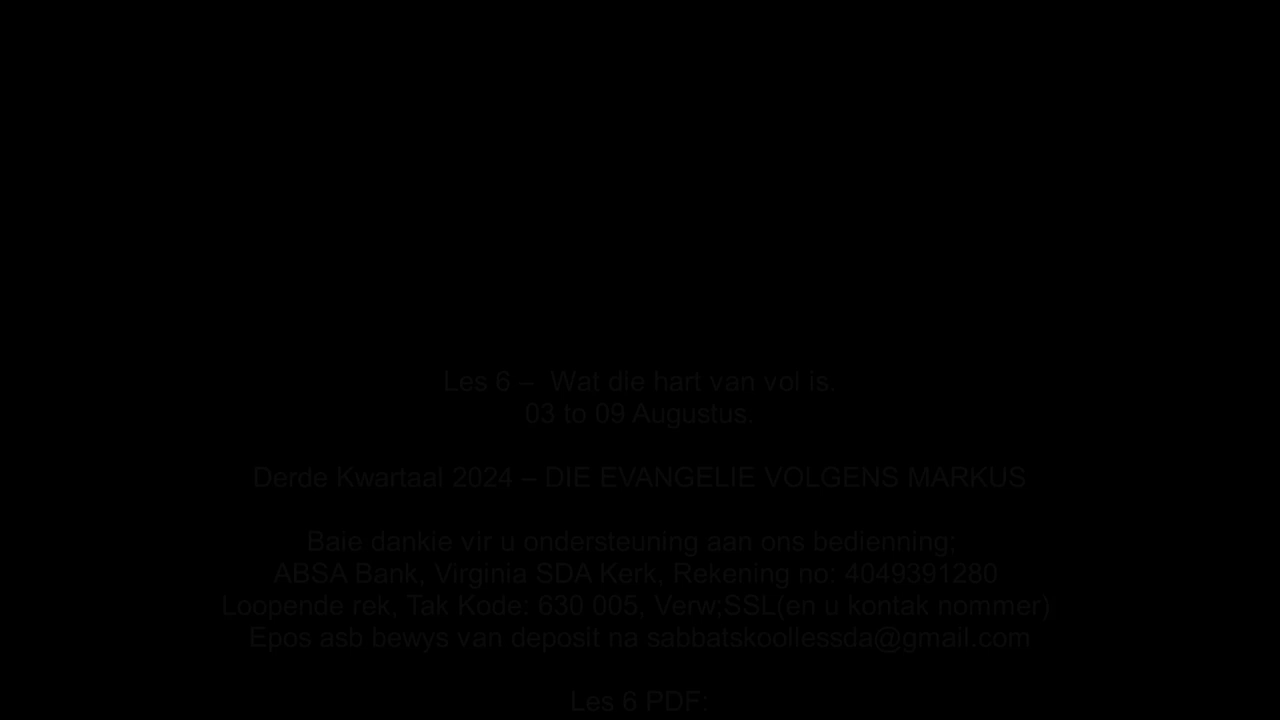 Les 6 – Wat die hart van vol is.
03 to 09 Augustus.
Derde Kwartaal 2024 – DIE EVANGELIE VOLGENS MARKUS
Baie dankie vir u ondersteuning aan ons bedienning;
ABSA Bank, Virginia SDA Kerk, Rekening no: 4049391280
Loopende rek, Tak Kode: 630 005, Verw;SSL(en u kontak nommer).
Epos asb bewys van deposit na sabbatskoollessda@gmail.com
Les 6 PDF: